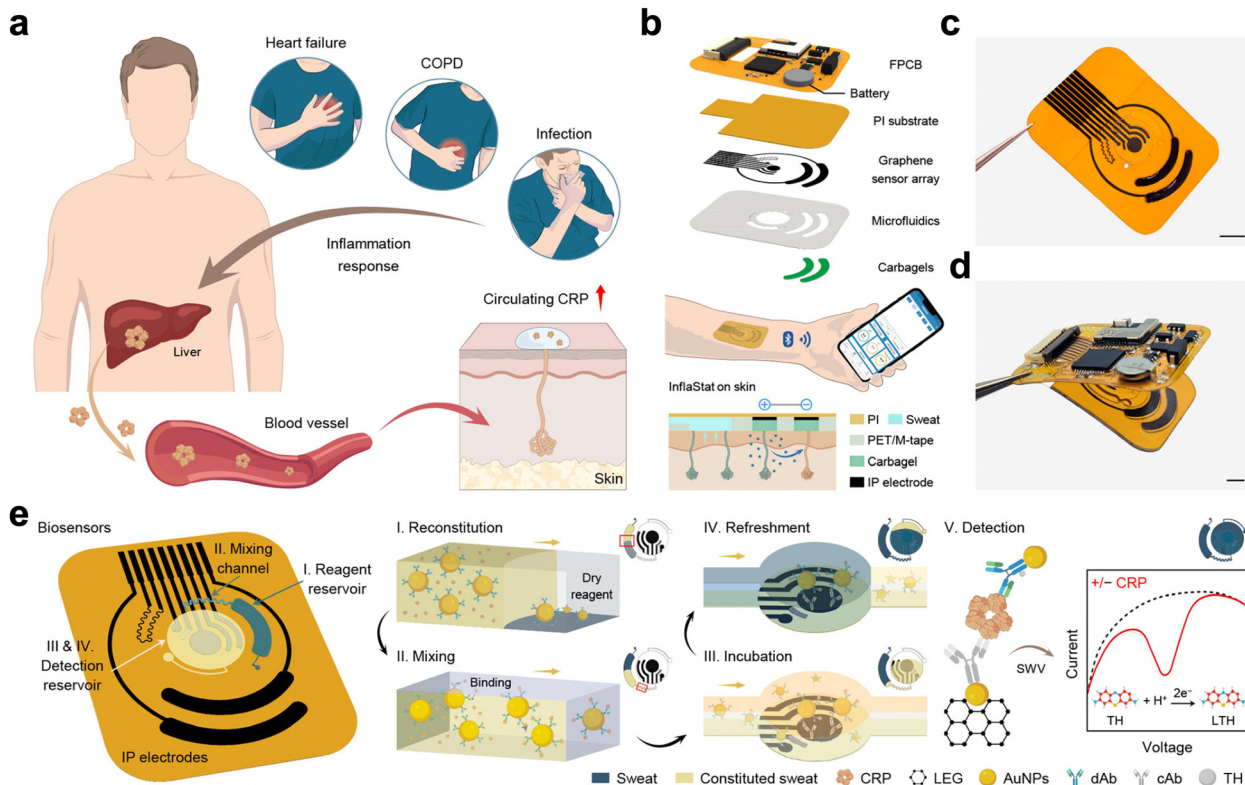 a
Heart failure
COPD
Infection
Inflammation
response
Liver
Circulating CRP
Blood vessel
Skin
b
FPCB
Battery
PI substrate
Graphene
sensor array
Microfluidics
Carbagels
InflaStat on skin
+
−
PI
Sweat
PET/M-tape
Carbagel
IP electrode
c
d
e
Biosensors
II. Mixing
channel
I. Reagent
reservoir
III & IV.
Detection
reservoir
IP electrodes
I. Reconstitution
Dry
reagent
II. Mixing
Binding
IV. Refreshment
III. Incubation
V. Detection
SWV
+/− CRP
Current
TH
+ H⁺
2e⁻
LTH
Voltage
Sweat
Constituted sweat
CRP
LEG
AuNPs
dAb
cAb
TH